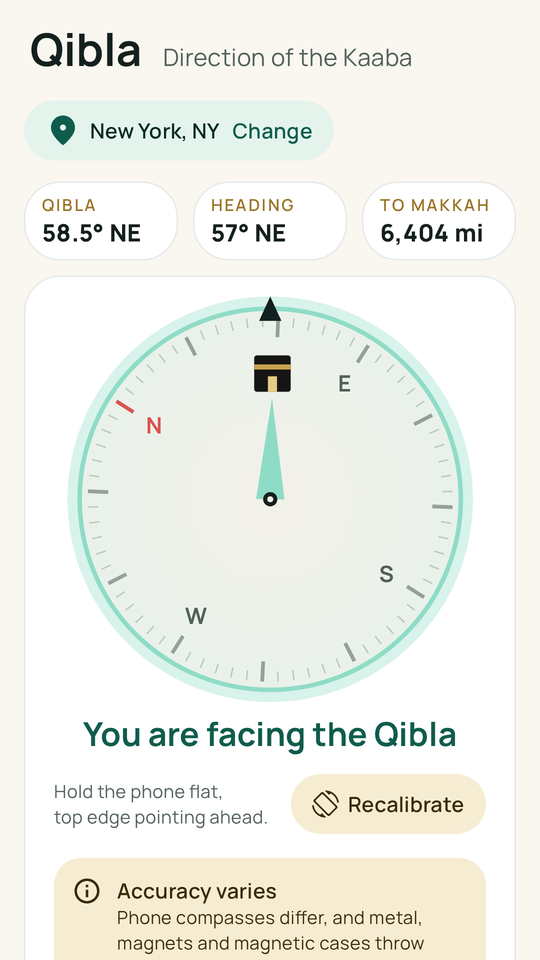 Qibla Direction of the Kaaba
New York, NY Change
QIBLA
58.5° NE
HEADING
57° NE
TO MAKKAH
6,404 mi
E
N
S
W
You are facing the Qibla
Hold the phone flat,
top edge pointing ahead.
Recalibrate
Accuracy varies
Phone compasses differ, and metal,
magnets and magnetic cases throw